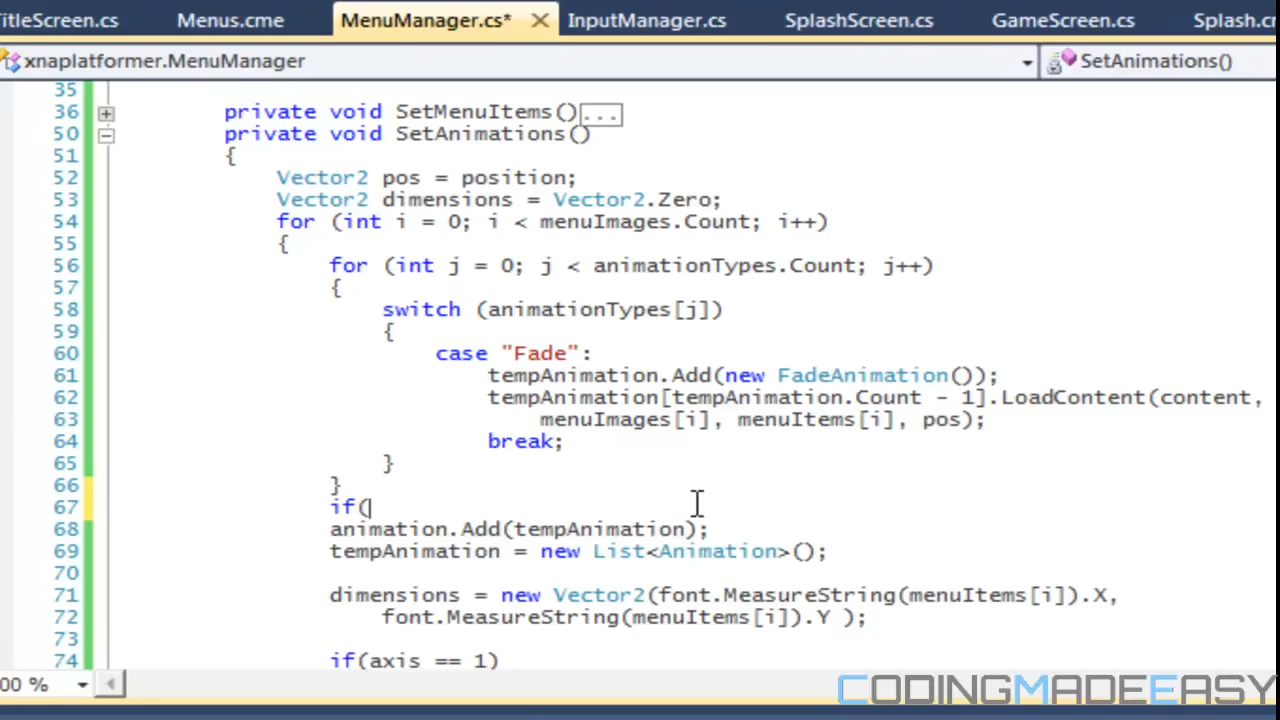 TitleScreen.cs Menus.cme MenuManager.cs* InputManager.cs SplashScreen.cs GameScreen.cs Splash.cm
xnaplatformer.MenuManager SetAnimations()
35
36 private void SetMenuItems()...
50 private void SetAnimations()
51 {
52 Vector2 pos = position;
53 Vector2 dimensions = Vector2.Zero;
54 for (int i = 0; i < menuImages.Count; i++)
55 {
56 for (int j = 0; j < animationTypes.Count; j++)
57 {
58 switch (animationTypes[j])
59 {
60 case "Fade":
61 tempAnimation.Add(new FadeAnimation());
62 tempAnimation[tempAnimation.Count - 1].LoadContent(content,
63 menuImages[i], menuItems[i], pos);
64 break;
65 }
66 }
67 if(
68 animation.Add(tempAnimation);
69 tempAnimation = new List<Animation>();
70
71 dimensions = new Vector2(font.MeasureString(menuItems[i]).X,
72 font.MeasureString(menuItems[i]).Y );
73
74 if(axis == 1)
00 %
CODINGMADEEASY